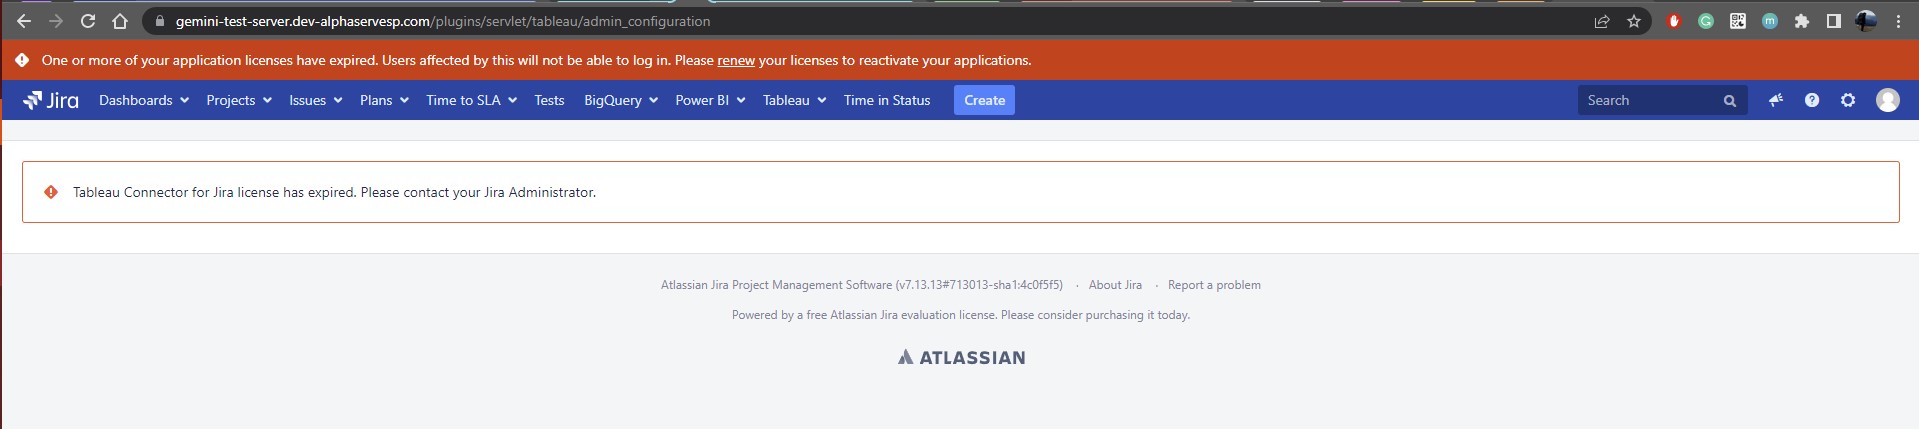 gemini-test-server.dev-alphaservesp.com/plugins/servlet/tableau/admin_configuration
One or more of your application licenses have expired. Users affected by this will not be able to log in. Please renew your licenses to reactivate your applications.
Jira Dashboards Projects Issues Plans Time to SLA Tests BigQuery Power BI Tableau Time in Status Create Search
Tableau Connector for Jira license has expired. Please contact your Jira Administrator.
Atlassian Jira Project Management Software (v7.13.13#713013-sha1:4c0f5f5) · About Jira · Report a problem
Powered by a free Atlassian Jira evaluation license. Please consider purchasing it today.
ATLASSIAN